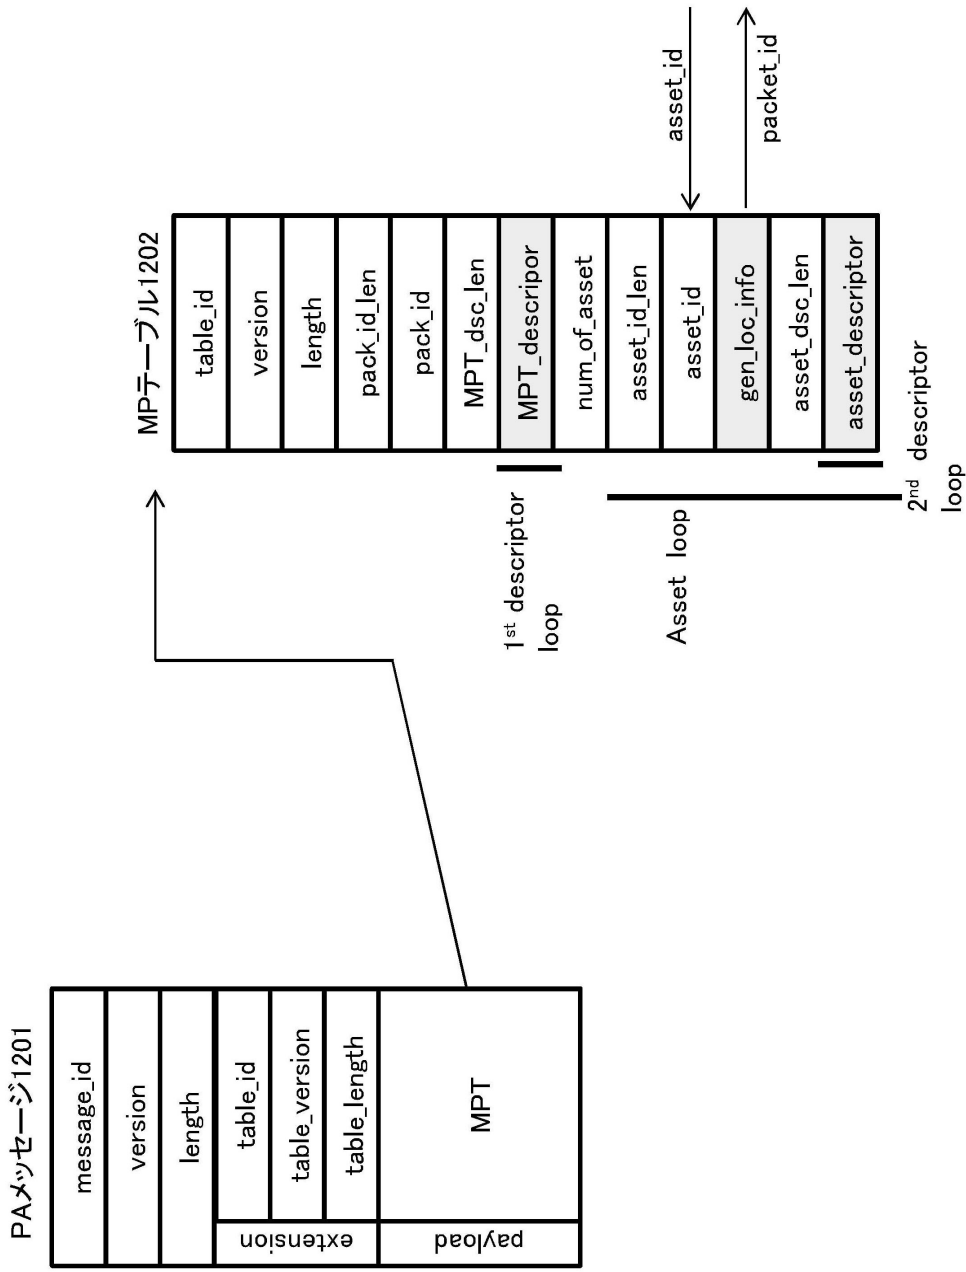 PAメッセージ1201
message_id
version
length
extension
table_id
table_version
table_length
payload
MPT
MPテーブル1202
table_id
version
length
pack_id_len
pack_id
MPT_dsc_len
MPT_descripor
num_of_asset
asset_id_len
asset_id
gen_loc_info
asset_dsc_len
asset_descriptor
1st descriptor
loop
Asset loop
2nd descriptor
loop
asset_id
packet_id